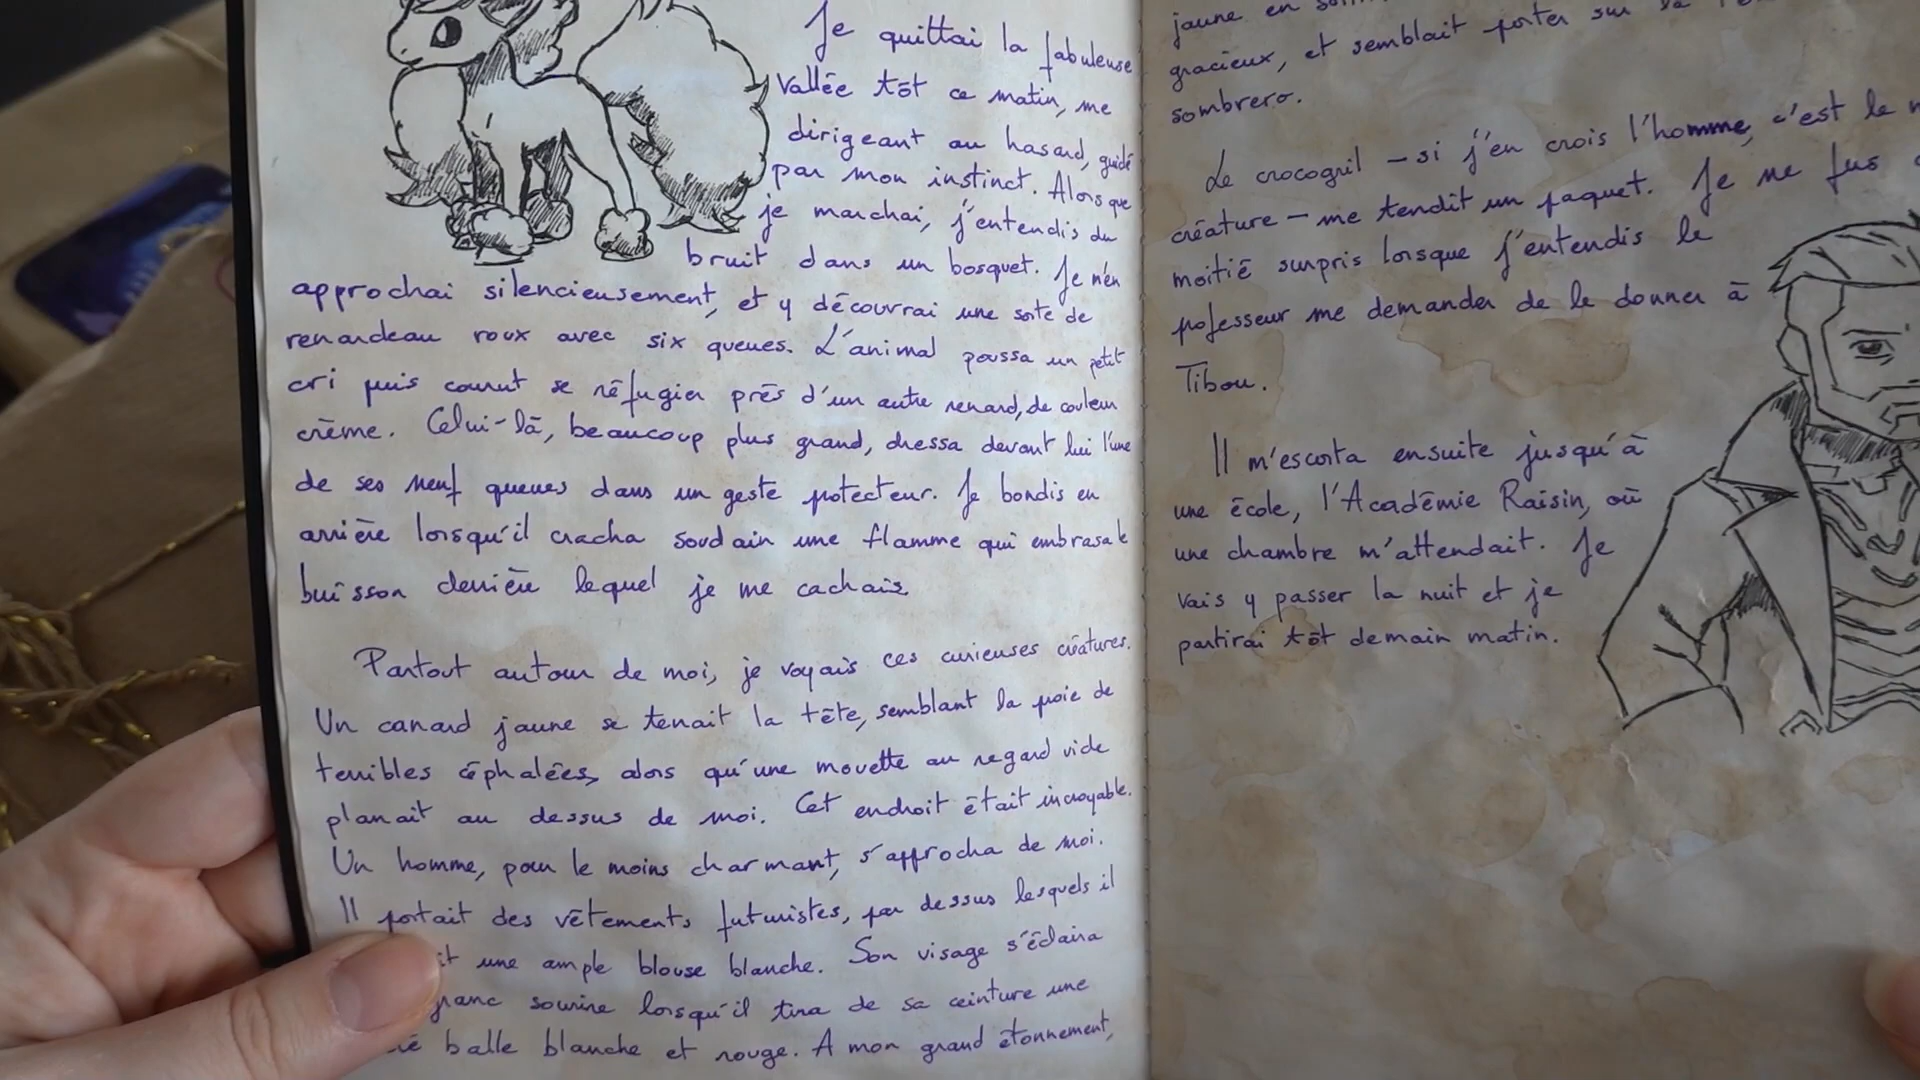 Je quittai la fabuleuse
vallée tôt ce matin, me
dirigeant au hasard, guidé
par mon instinct. Alors que
je marchai, j'entendis du
bruit dans un bosquet. Je m'en
approchai silencieusement, et y découvrai une sorte de
renardeau roux avec six queues. L'animal poussa un petit
cri puis courut se réfugier près d'un autre renard, de couleur
crème. Celui-là, beaucoup plus grand, dressa devant lui l'une
de ses neuf queues dans un geste protecteur. Je bondis en
arrière lorsqu'il cracha soudain une flamme qui embrasa le
buisson derrière lequel je me cachais.
Partout autour de moi, je voyais ces curieuses créatures.
Un canard jaune se tenait la tête, semblant la proie de
terribles céphalées, alors qu'une mouette au regard vide
planait au dessus de moi. Cet endroit était incroyable.
Un homme, pour le moins charmant, s'approcha de moi.
Il portait des vêtements futuristes, par dessus lesquels il
une ample blouse blanche. Son visage s'éclaira
franc sourire lorsqu'il tira de sa ceinture une
balle blanche et rouge. A mon grand étonnement,
jaune en
gracieux, et semblait porter sur
sombrero.
Le crocogril - si j'en crois l'homme, c'est le
créature - me tendit un paquet. Je ne fus
moitié surpris lorsque j'entendis le
professeur me demander de le donner à
Tibou.
Il m'escorta ensuite jusqu'à
une école, l'Académie Raisin, où
une chambre m'attendait. Je
vais y passer la nuit et je
partirai tôt demain matin.